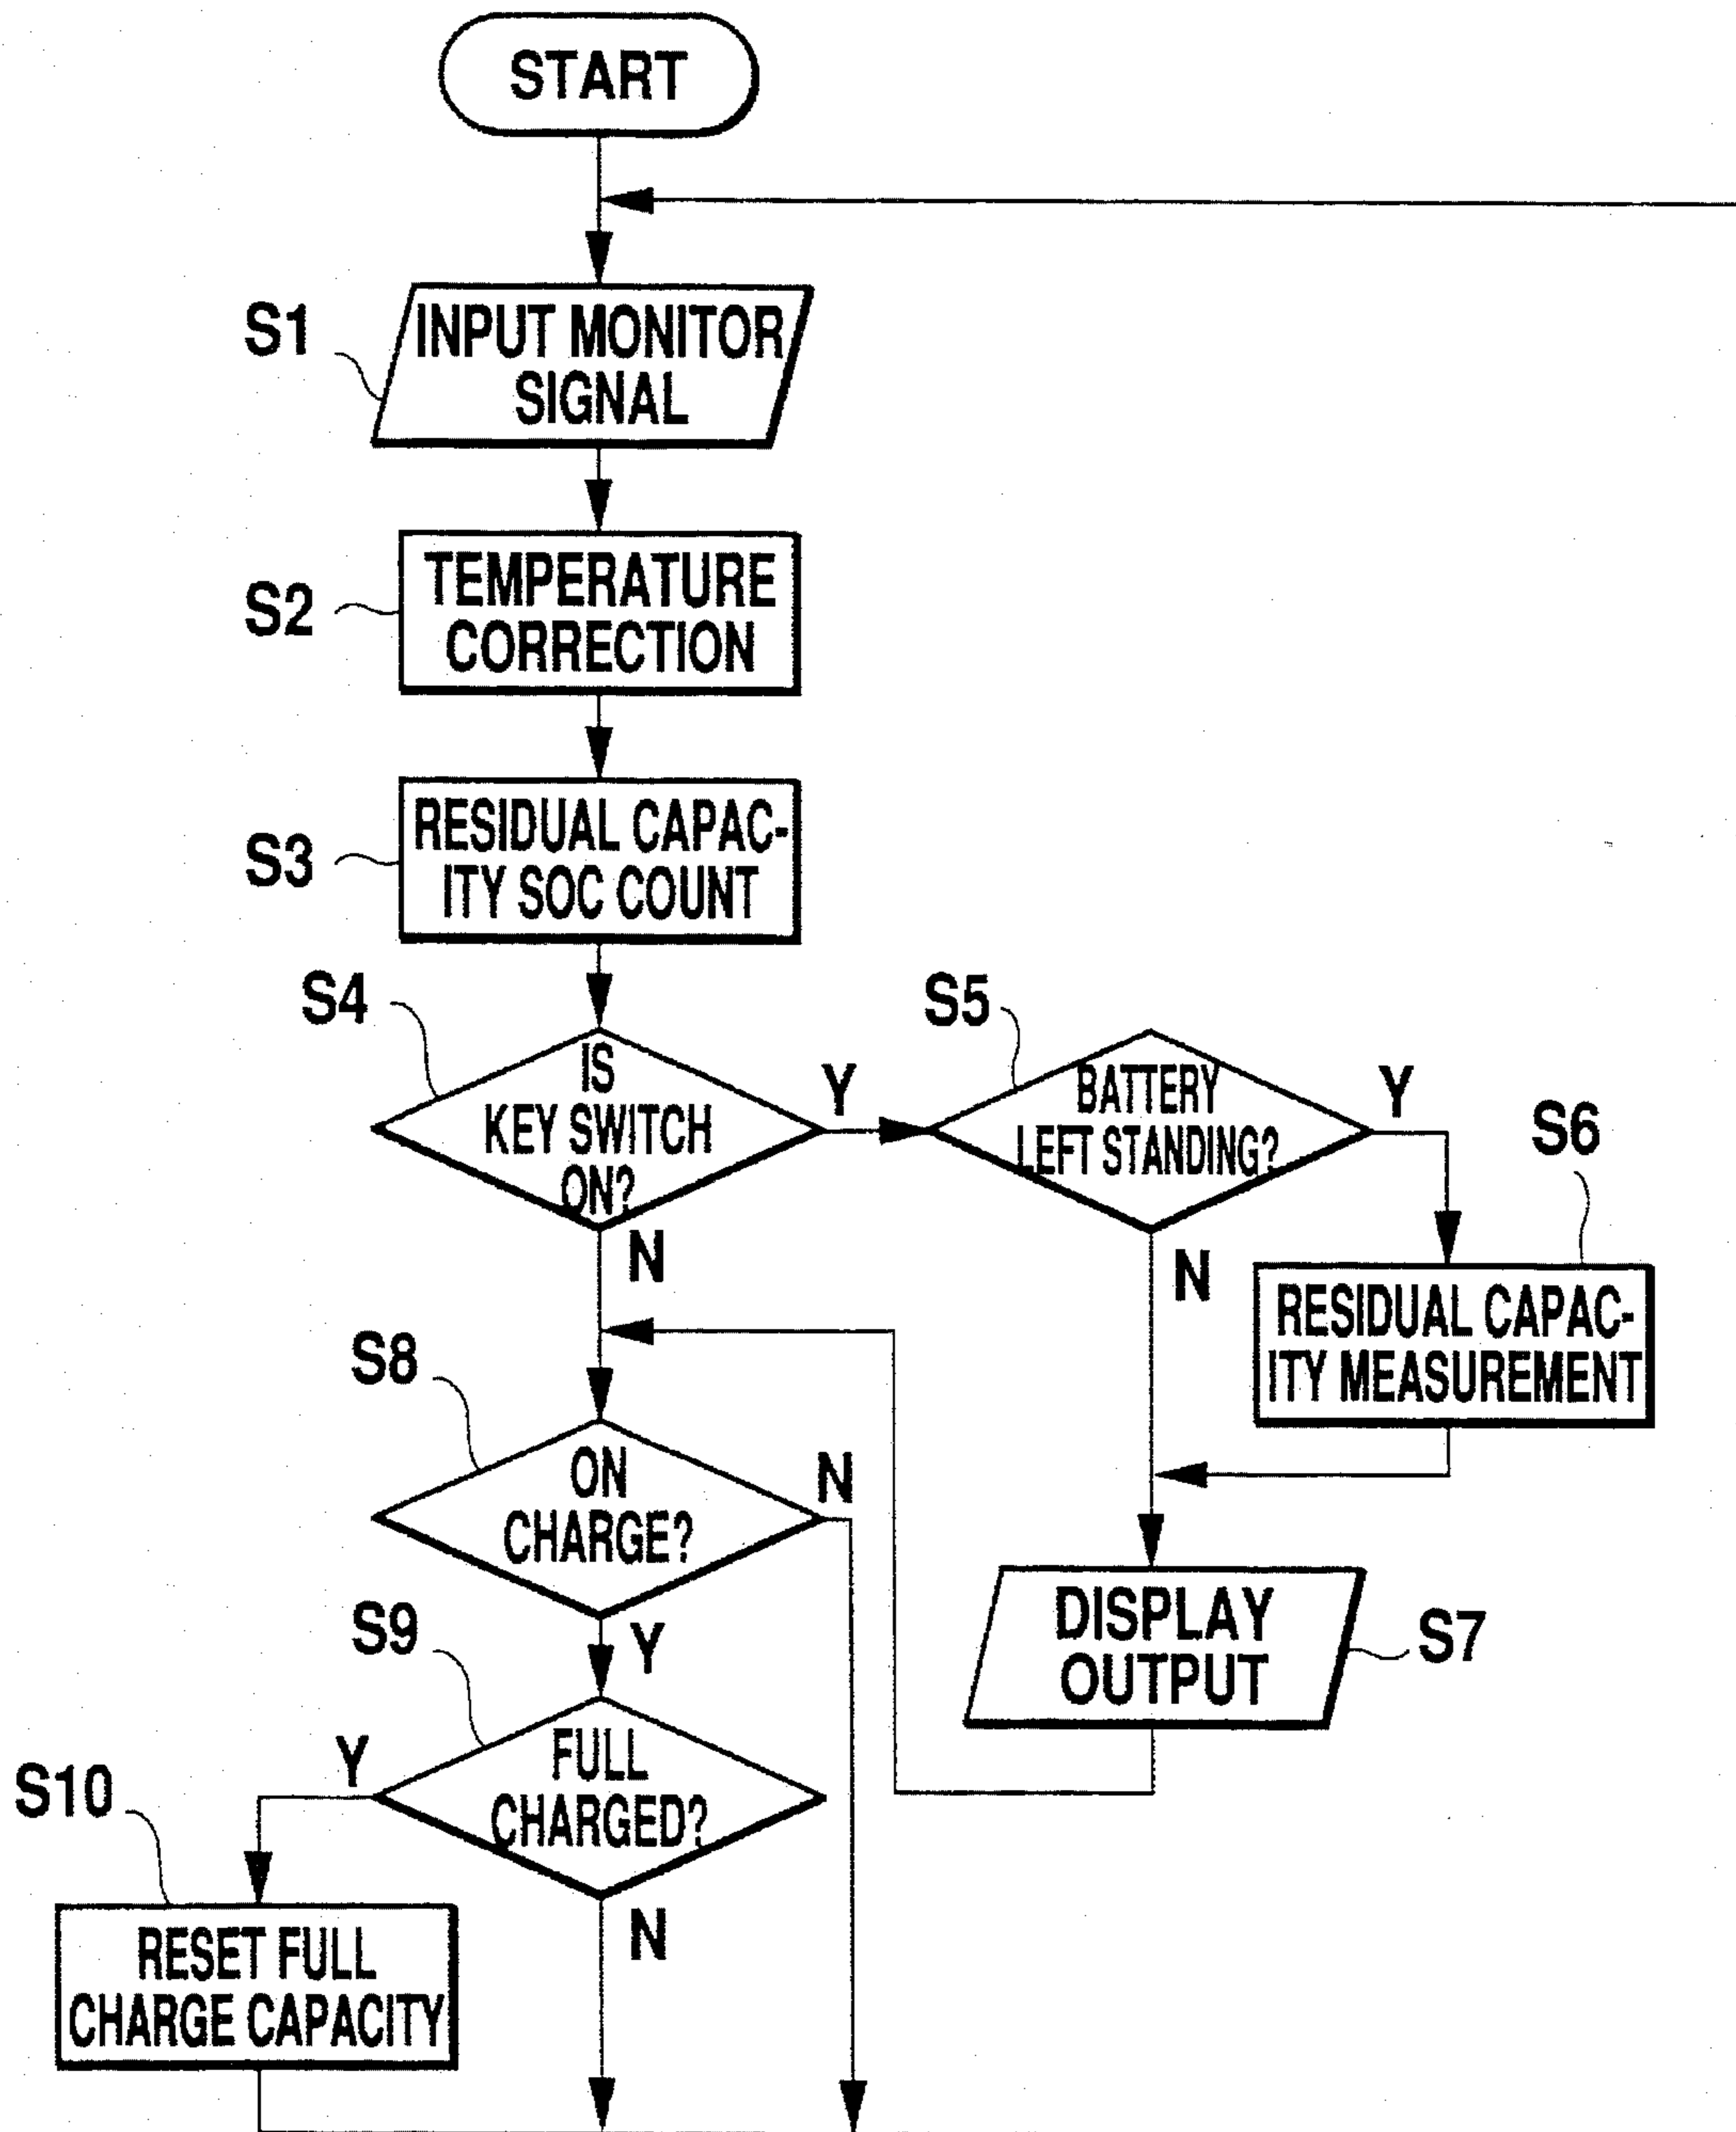 START
S1
INPUT MONITOR
SIGNAL
S2
TEMPERATURE
CORRECTION
S3
RESIDUAL CAPAC-
ITY SOC COUNT
S4
IS
KEY SWITCH
ON?
Y
N
S5
BATTERY
LEFT STANDING?
Y
N
S6
RESIDUAL CAPAC-
ITY MEASUREMENT
S7
DISPLAY
OUTPUT
S8
ON
CHARGE?
N
Y
S9
FULL
CHARGED?
Y
N
S10
RESET FULL
CHARGE CAPACITY